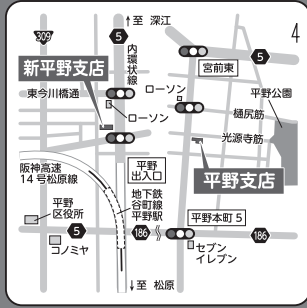 ↑至 深江
4
309
5
内環状線
宮前東
5
新平野支店
東今川橋通
ローソン
平野公園
樋尻筋
ローソン
光源寺筋
阪神高速
14号松原線
平野
出入口
平野支店
地下鉄
谷町線
平野駅
平野
区役所
5
186
平野本町5
186
コノミヤ
セブン
イレブン
↓至 松原